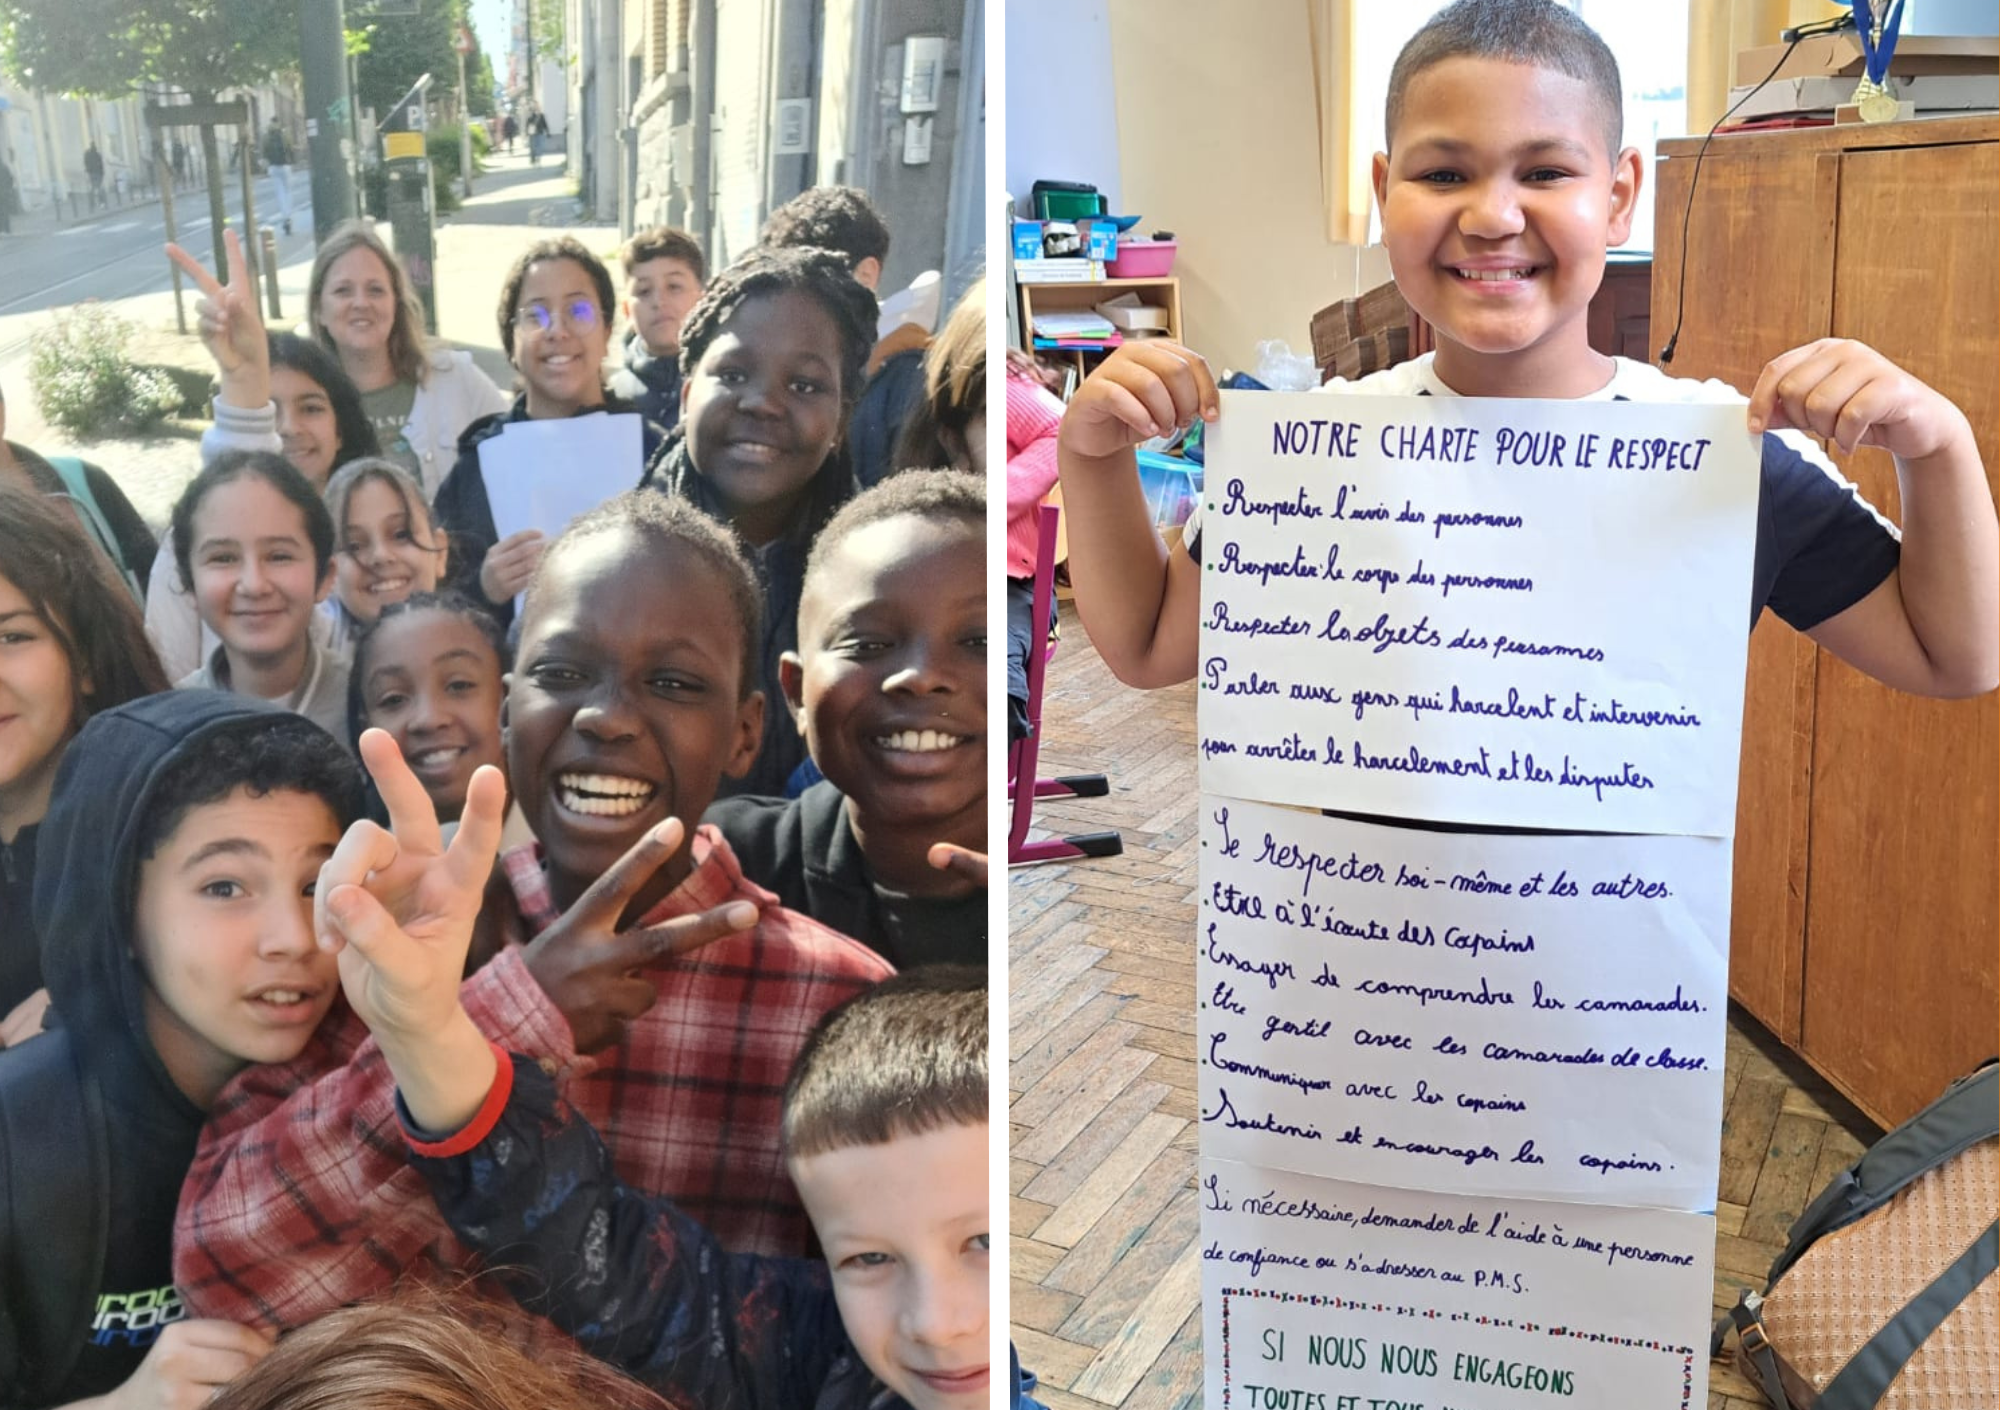 P
NOTRE CHARTE POUR LE RESPECT
. Respecter l'avis des personnes
. Respecter le corps des personnes
. Respecter les objets des personnes
. Parler aux gens qui harcelent et intervenir
pour arrêter le harcelement et les disputes
. Se respecter soi-même et les autres.
. Etre à l'écoute des copains
. Essayer de comprendre les camarades.
. Etre gentil avec les camarades de classe.
. Communiquer avec les copains
. Soutenir et encourager les copains.
Si nécessaire, demander de l'aide à une personne
de confiance ou s'adresser au P.M.S.
SI NOUS NOUS ENGAGEONS
TOUTES ET TOUS